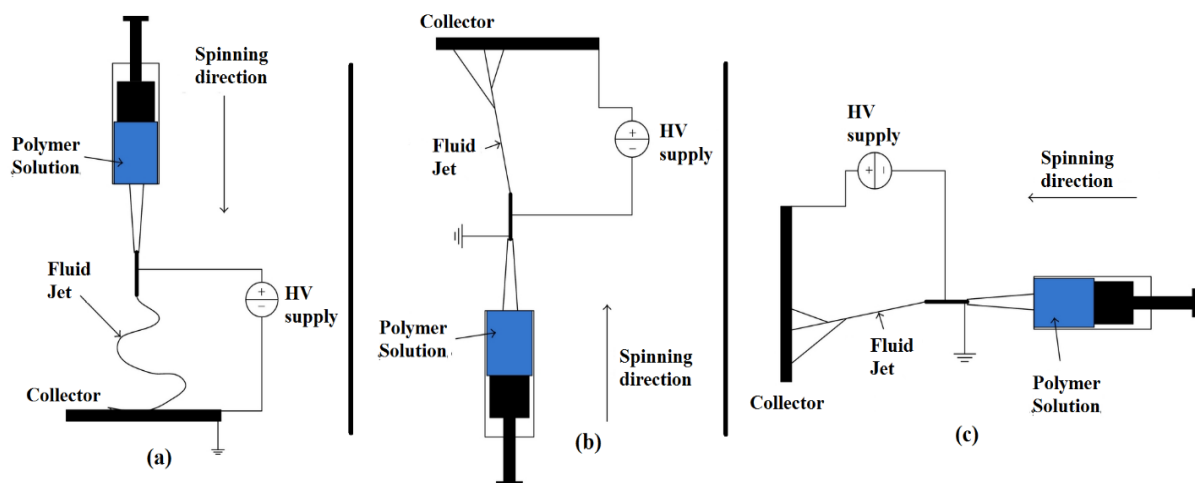 Spinning
direction
Polymer
Solution
Fluid
Jet
+
−
HV
supply
Collector
(a)
Collector
Fluid
Jet
+
−
HV
supply
Polymer
Solution
Spinning
direction
(b)
HV
supply
+
Spinning
direction
Fluid
Jet
Collector
Polymer
Solution
(c)